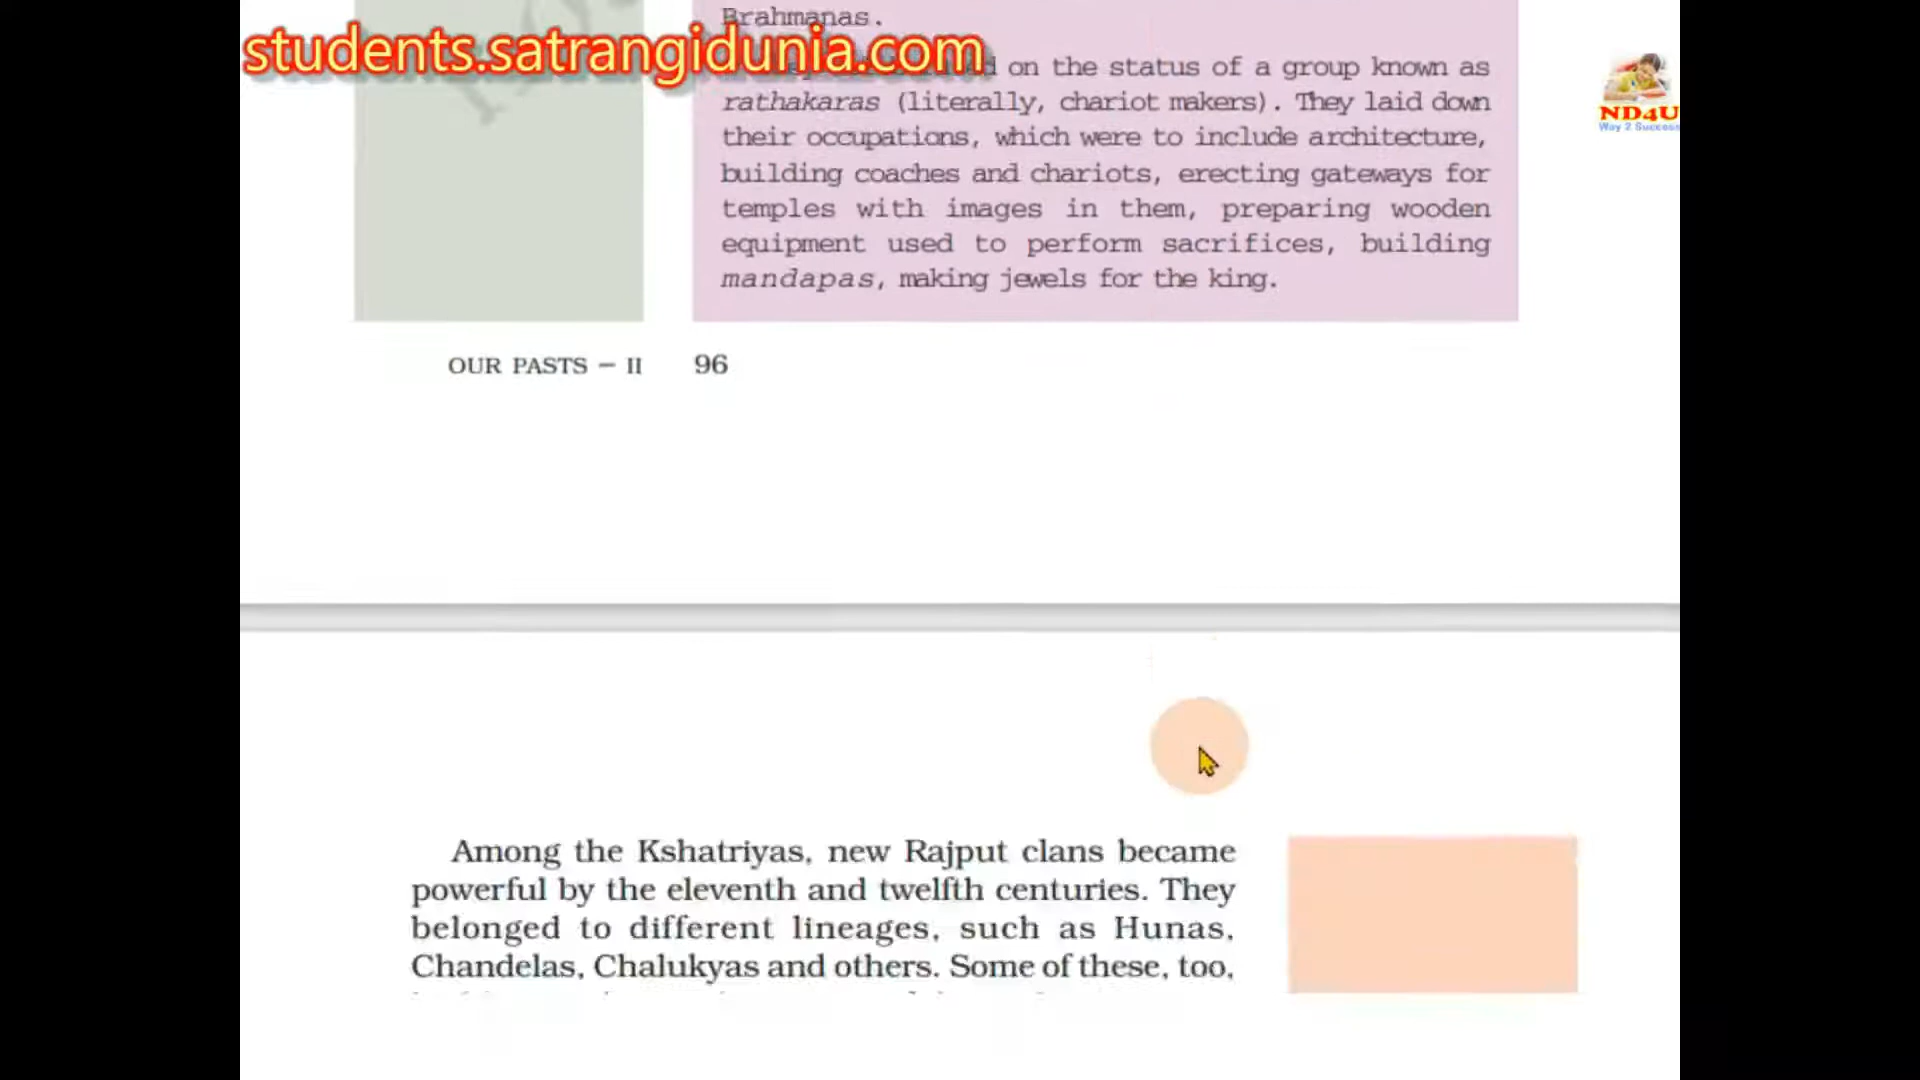 Brahmanas.
students.satrangidunia.com
on the status of a group known as
rathakaras (literally, chariot makers). They laid down
their occupations, which were to include architecture,
building coaches and chariots, erecting gateways for
temples with images in them, preparing wooden
equipment used to perform sacrifices, building
mandapas, making jewels for the king.
ND4U
Way 2 Success
OUR PASTS – II 96
Among the Kshatriyas, new Rajput clans became
powerful by the eleventh and twelfth centuries. They
belonged to different lineages, such as Hunas,
Chandelas, Chalukyas and others. Some of these, too,